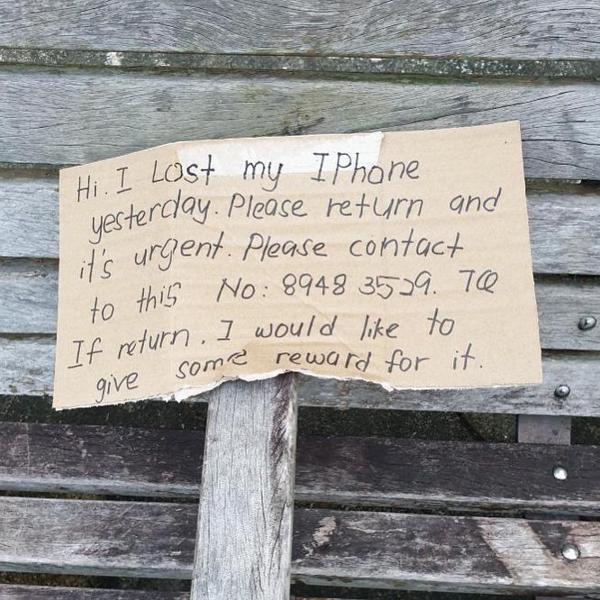 Hi. I Lost my IPhone
yesterday. Please return and
it's urgent. Please contact
to this No: 8948 3529. TQ
If return. I would like to
give some reward for it.